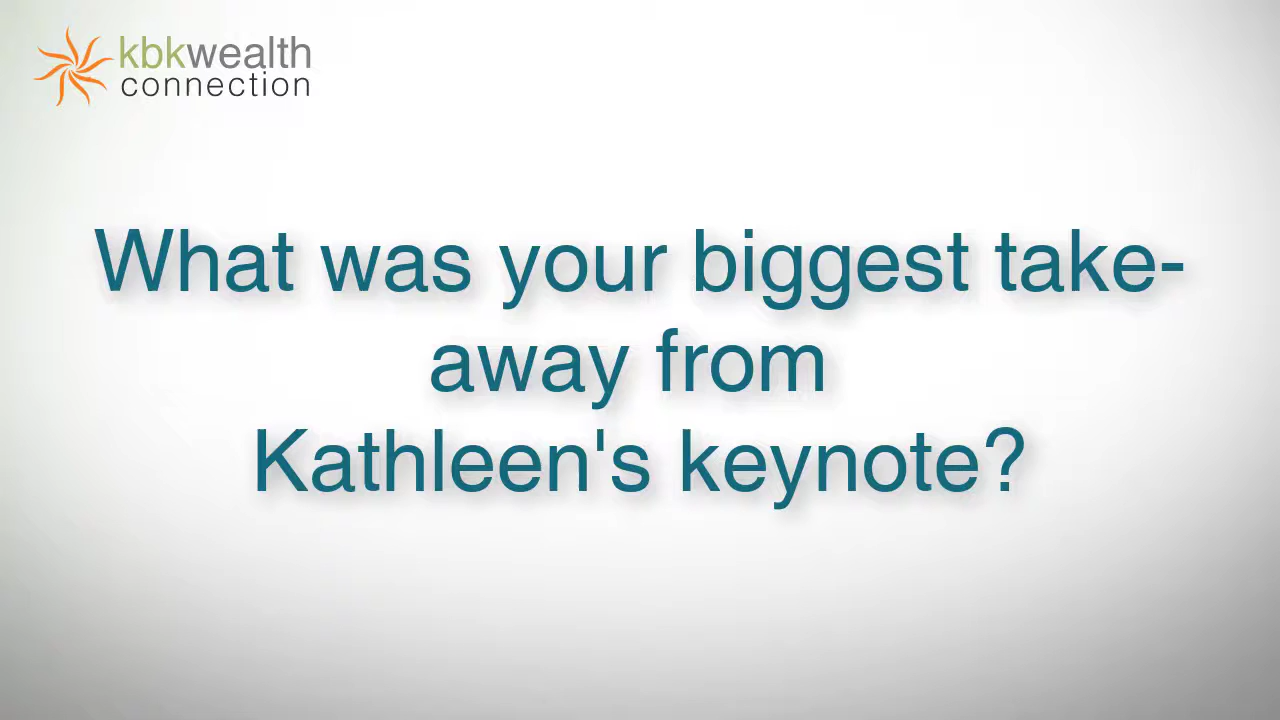 kbkwealth
connection
What was your biggest take-
away from
Kathleen's keynote?